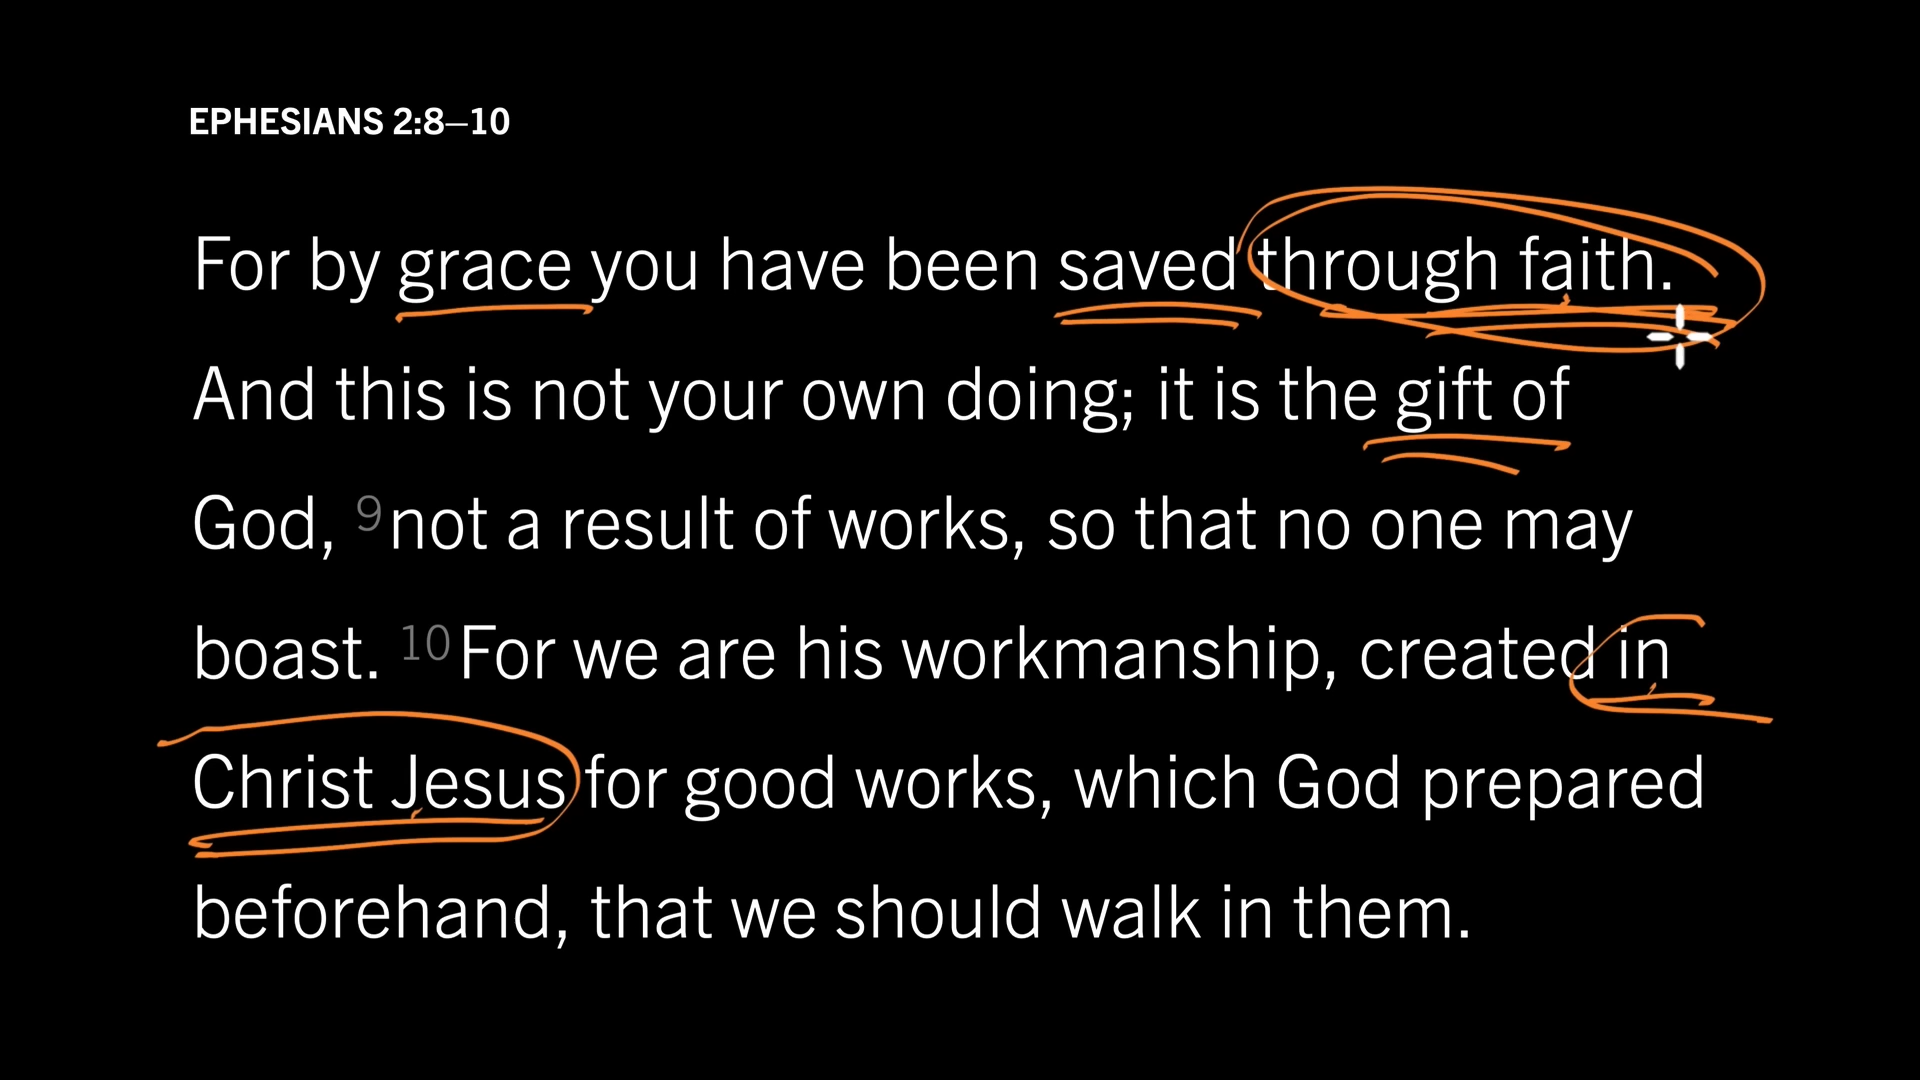 EPHESIANS 2:8–10
For by grace you have been saved through faith.
And this is not your own doing; it is the gift of
God, 9 not a result of works, so that no one may
boast. 10 For we are his workmanship, created in
Christ Jesus for good works, which God prepared
beforehand, that we should walk in them.